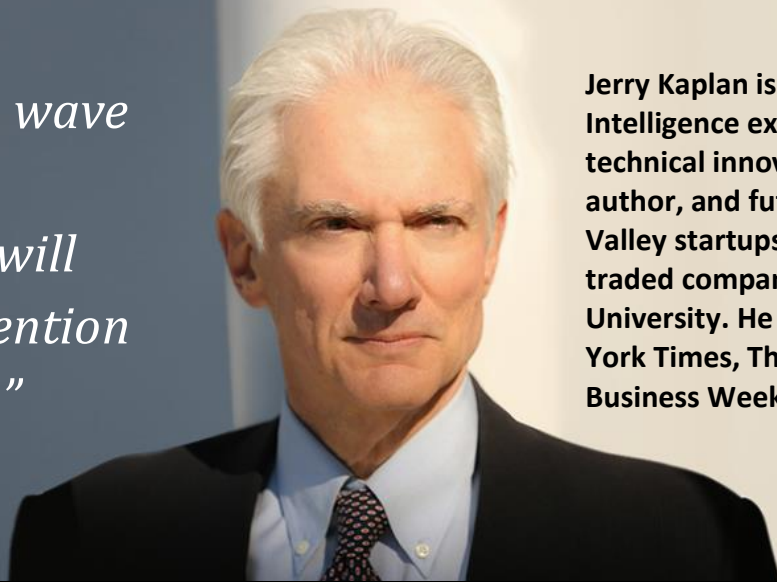 wave
will
ention
”
Jerry Kaplan is
Intelligence ex
technical innov
author, and fu
Valley startups
traded compar
University. He
York Times, Th
Business Week